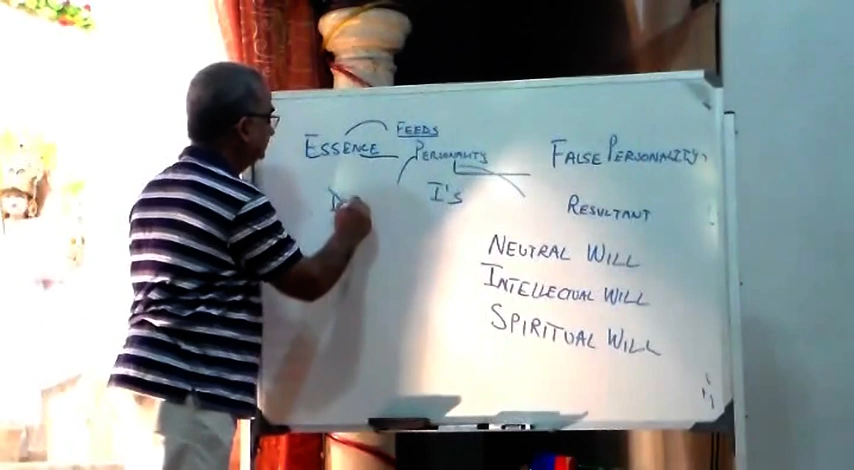 FEEDS
ESSENCE PERSONALITY FALSE PERSONALITY
I's
RESULTANT
NEUTRAL WILL
INTELLECTUAL WILL
SPIRITUAL WILL